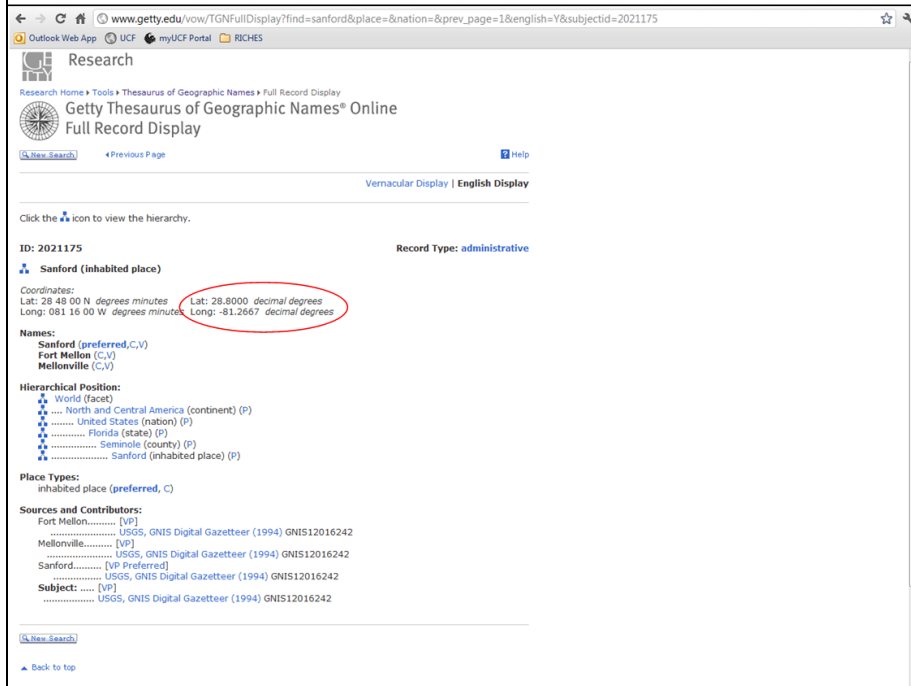 www.getty.edu/vow/TGNFullDisplay?find=sanford&place=&nation=&prev_page=1&english=Y&subjectid=2021175
Outlook Web App UCF myUCF Portal RICHES
GETTY Research
Research Home Tools Thesaurus of Geographic Names Full Record Display
Getty Thesaurus of Geographic Names® Online
Full Record Display
New Search Previous Page Help
Vernacular Display | English Display
Click the icon to view the hierarchy.
ID: 2021175 Record Type: administrative
Sanford (inhabited place)
Coordinates:
Lat: 28 48 00 N degrees minutes Lat: 28.8000 decimal degrees
Long: 081 16 00 W degrees minutes Long: -81.2667 decimal degrees
Names:
Sanford (preferred,C,V)
Fort Mellon (C,V)
Mellonville (C,V)
Hierarchical Position:
World (facet)
.... North and Central America (continent) (P)
........ United States (nation) (P)
............ Florida (state) (P)
................ Seminole (county) (P)
.................... Sanford (inhabited place) (P)
Place Types:
inhabited place (preferred, C)
Sources and Contributors:
Fort Mellon.......... [VP]
...................... USGS, GNIS Digital Gazetteer (1994) GNIS12016242
Mellonville.......... [VP]
...................... USGS, GNIS Digital Gazetteer (1994) GNIS12016242
Sanford.......... [VP Preferred]
................. USGS, GNIS Digital Gazetteer (1994) GNIS12016242
Subject: ..... [VP]
................. USGS, GNIS Digital Gazetteer (1994) GNIS12016242
New Search
Back to top